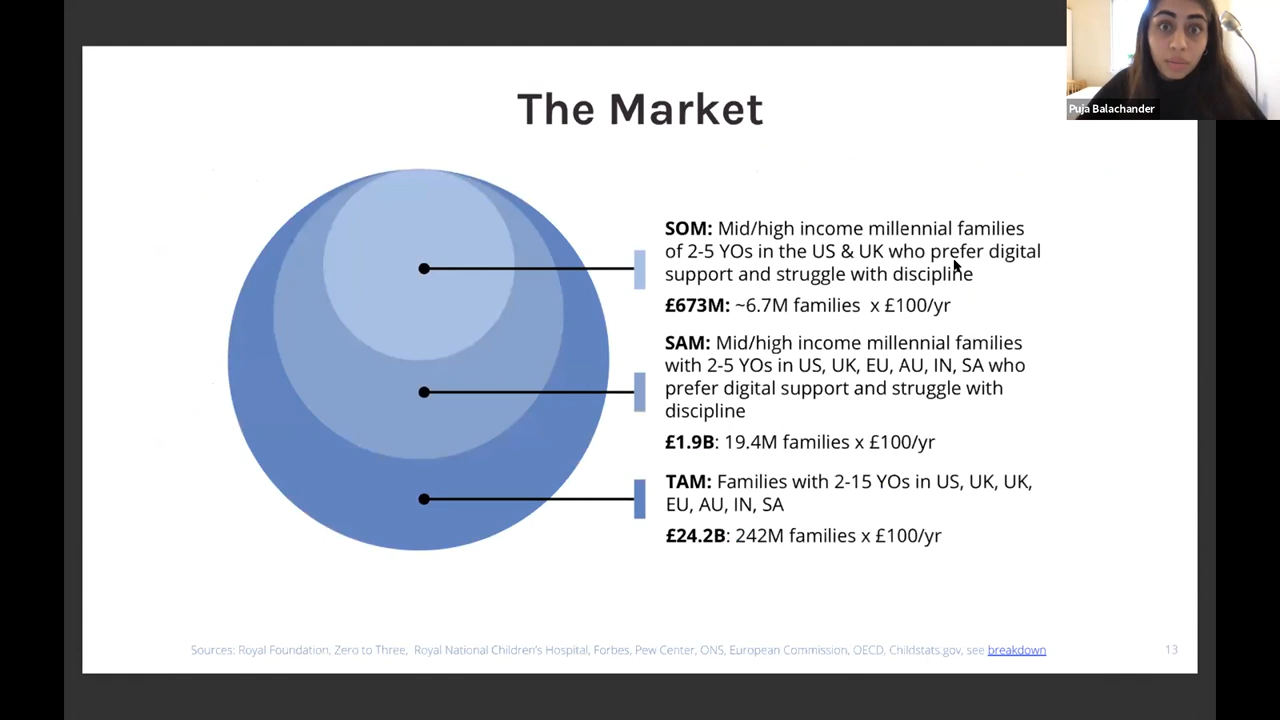 Puja Balachander
The Market
SOM: Mid/high income millennial families
of 2-5 YOs in the US & UK who prefer digital
support and struggle with discipline
£673M: ~6.7M families x £100/yr
SAM: Mid/high income millennial families
with 2-5 YOs in US, UK, EU, AU, IN, SA who
prefer digital support and struggle with
discipline
£1.9B: 19.4M families x £100/yr
TAM: Families with 2-15 YOs in US, UK, UK,
EU, AU, IN, SA
£24.2B: 242M families x £100/yr
Sources: Royal Foundation, Zero to Three, Royal National Children's Hospital, Forbes, Pew Center, ONS, European Commission, OECD, Childstats.gov, see breakdown
13